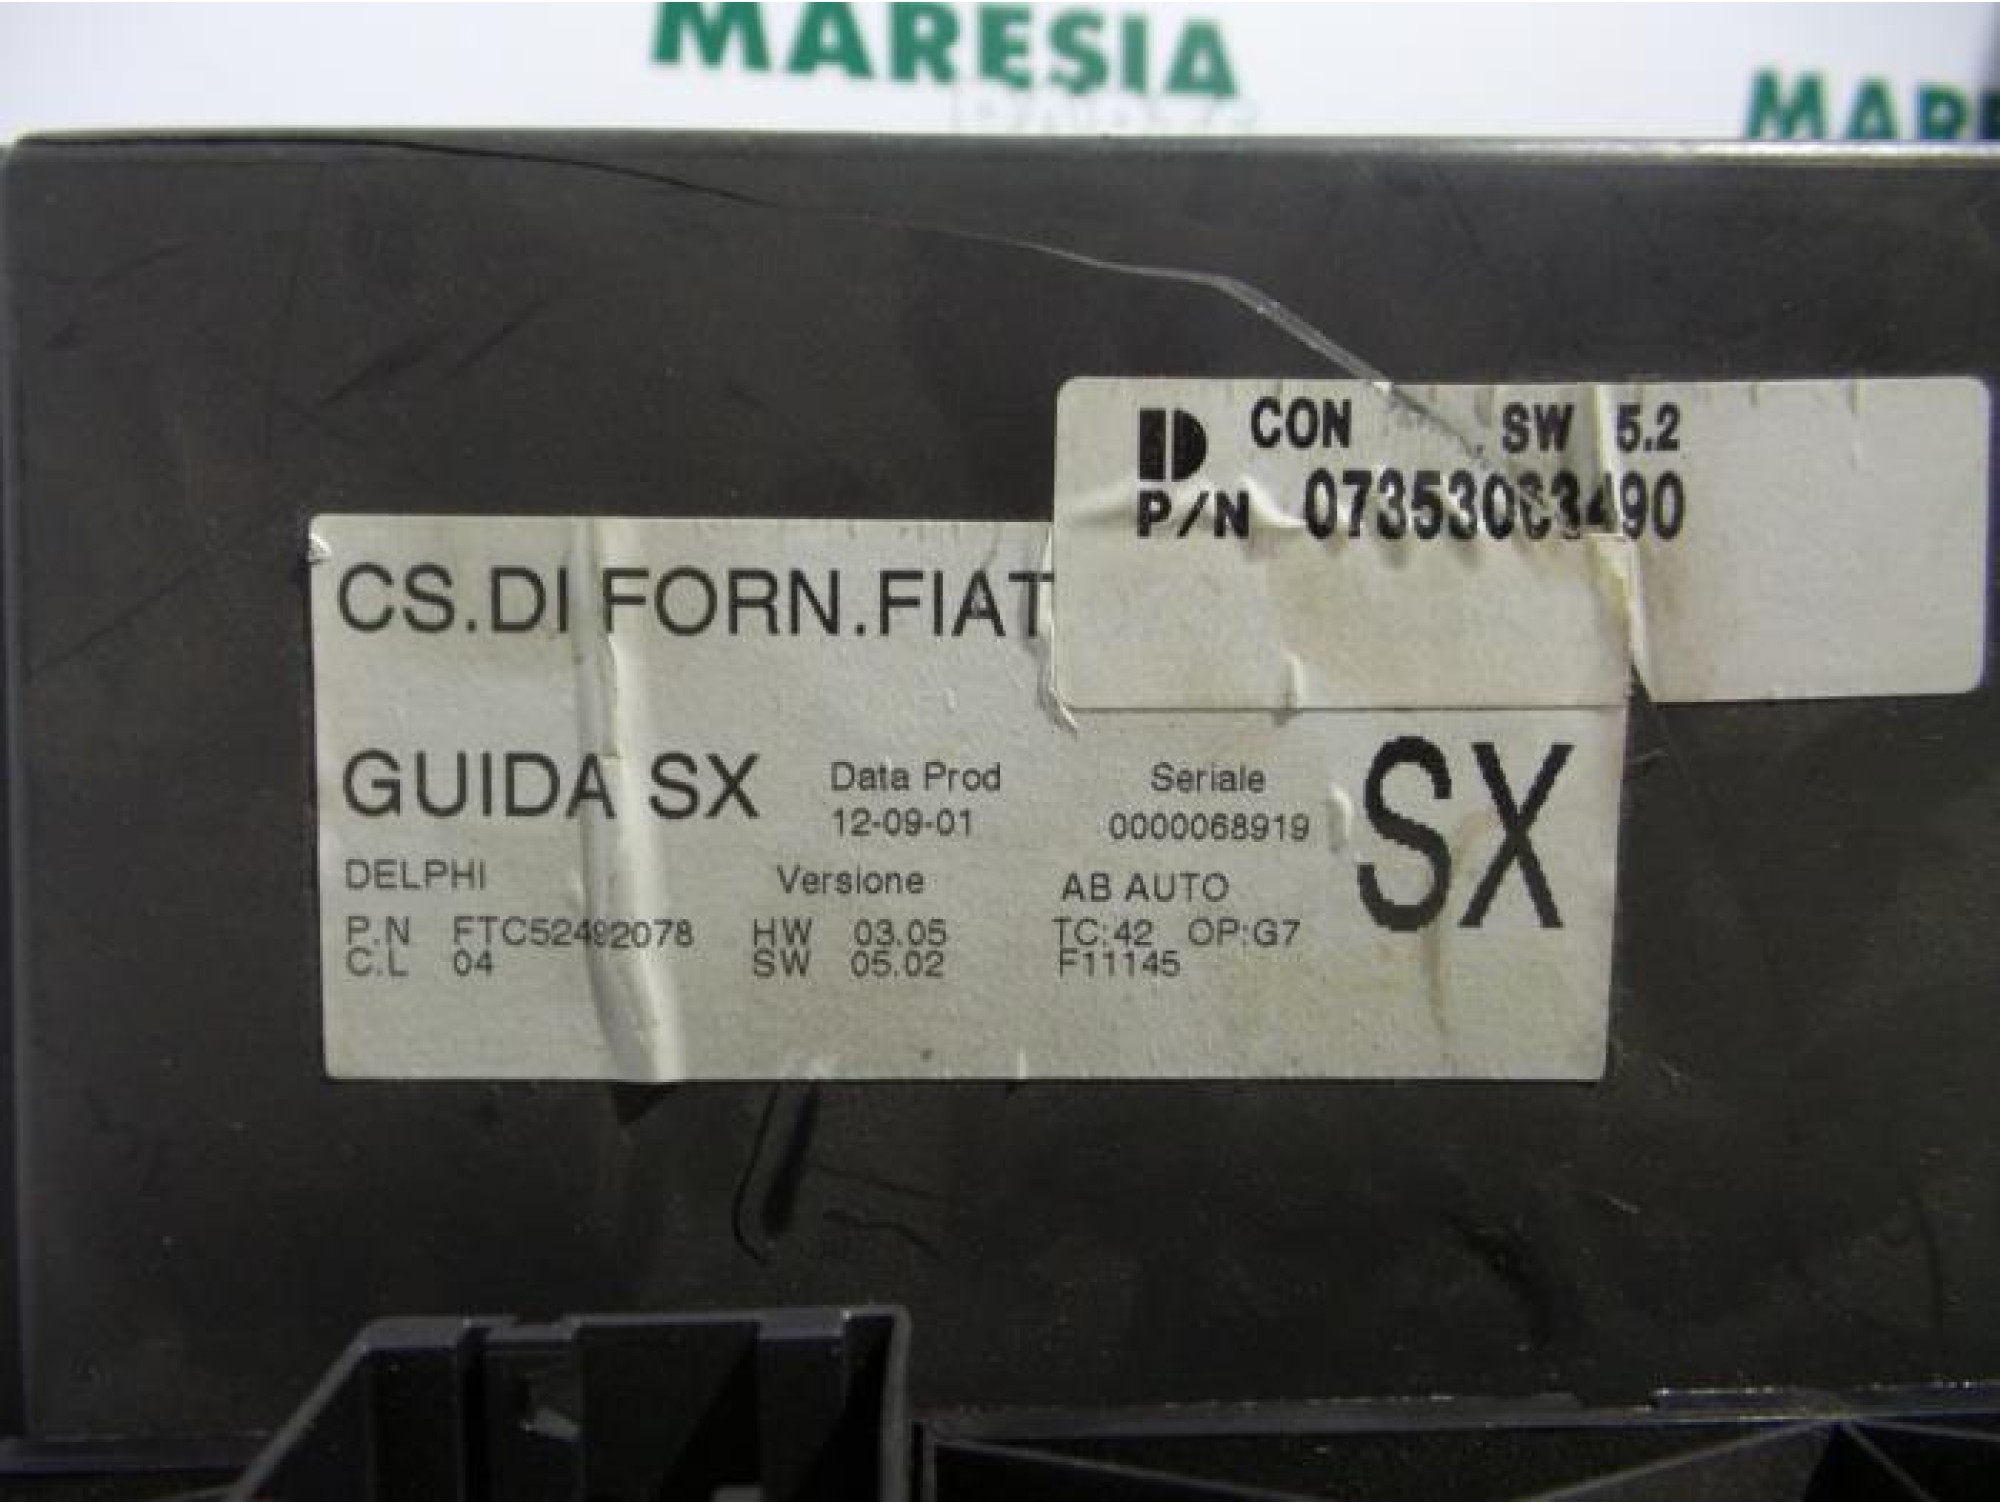 MARESIA
MAR
CON SW 5.2
P/N
CS.DI FORN.FIAT
GUIDA SX
Data Prod
12-09-01
Seriale
0000068919
SX
DELPHI
Versione
AB AUTO
P.N FTC52492078 HW 03.05 TC:42 OP:G7
C.L 04 SW 05.02 F11145